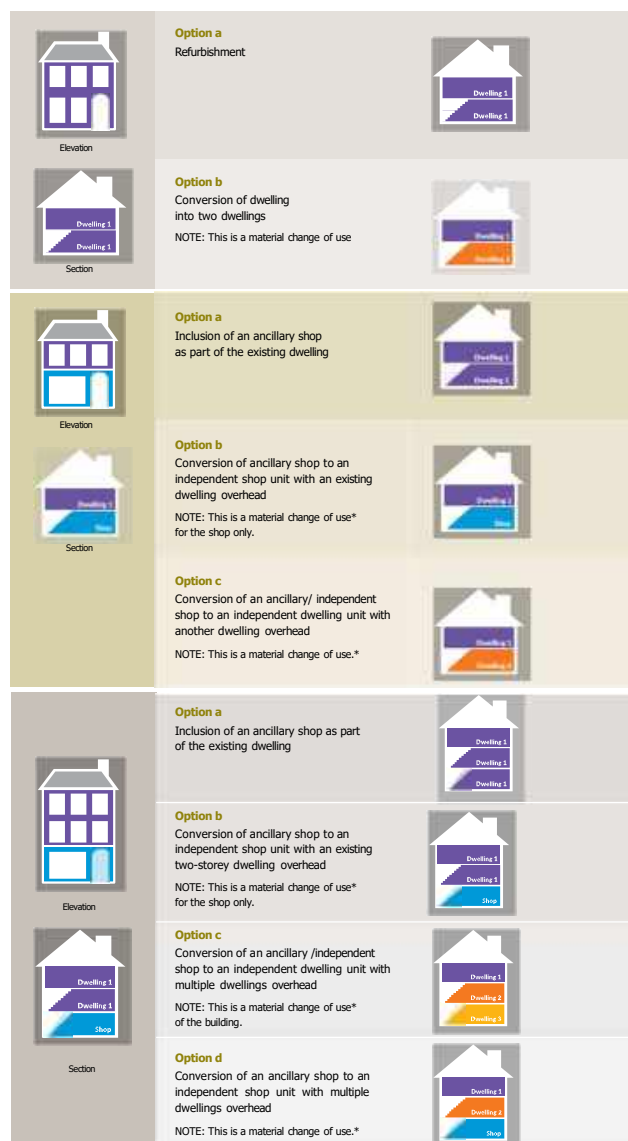 Option a
Refurbishment
Dwelling 1
Dwelling 1
Elevation
Option b
Conversion of dwelling
into two dwellings
NOTE: This is a material change of use
Dwelling 1
Dwelling 1
Section
Dwelling 1
Dwelling
Option a
Inclusion of an ancillary shop
as part of the existing dwelling
Dwelling 1
Dwelling 1
Elevation
Option b
Conversion of ancillary shop to an
independent shop unit with an existing
dwelling overhead
NOTE: This is a material change of use*
for the shop only.
Dwelling 1
Shop
Section
Dwelling 1
Shop
Option c
Conversion of an ancillary/ independent
shop to an independent dwelling unit with
another dwelling overhead
NOTE: This is a material change of use.*
Dwelling 1
Dwelling
Option a
Inclusion of an ancillary shop as part
of the existing dwelling
Dwelling 1
Dwelling 1
Dwelling 1
Elevation
Option b
Conversion of ancillary shop to an
independent shop unit with an existing
two-storey dwelling overhead
NOTE: This is a material change of use*
for the shop only.
Dwelling 1
Dwelling 1
Shop
Option c
Conversion of an ancillary /independent
shop to an independent dwelling unit with
multiple dwellings overhead
NOTE: This is a material change of use*
of the building.
Dwelling 1
Dwelling 2
Dwelling 3
Dwelling 1
Dwelling 1
Shop
Section
Option d
Conversion of an ancillary shop to an
independent shop unit with multiple
dwellings overhead
NOTE: This is a material change of use.*
Dwelling 1
Dwelling 2
Shop